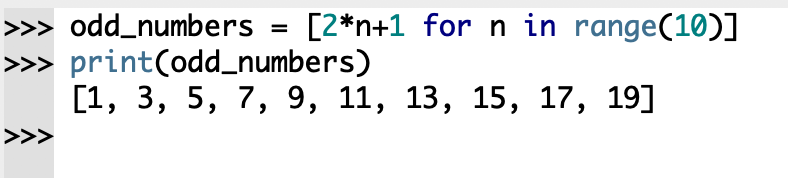 >>> odd_numbers = [2*n+1 for n in range(10)]
>>> print(odd_numbers)
[1, 3, 5, 7, 9, 11, 13, 15, 17, 19]
>>>